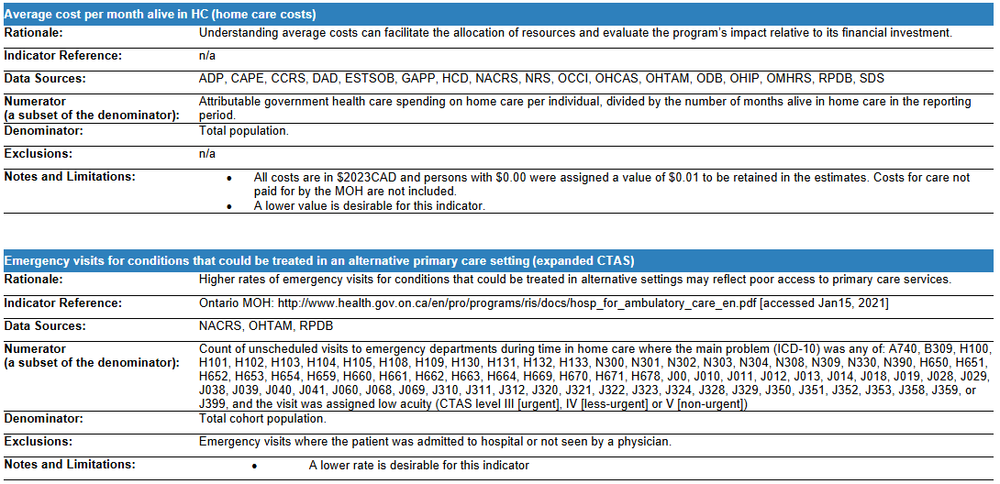 Average cost per month alive in HC (home care costs)
Rationale: Understanding average costs can facilitate the allocation of resources and evaluate the program's impact relative to its financial investment.
Indicator Reference: n/a
Data Sources: ADP, CAPE, CCRS, DAD, ESTSOB, GAPP, HCD, NACRS, NRS, OCCI, OHCAS, OHTAM, ODB, OHIP, OMHRS, RPDB, SDS
Numerator Attributable government health care spending on home care per individual, divided by the number of months alive in home care in the reporting
(a subset of the denominator): period.
Denominator: Total population.
Exclusions: n/a
Notes and Limitations: • All costs are in $2023CAD and persons with $0.00 were assigned a value of $0.01 to be retained in the estimates. Costs for care not
paid for by the MOH are not included.
• A lower value is desirable for this indicator.
Emergency visits for conditions that could be treated in an alternative primary care setting (expanded CTAS)
Rationale: Higher rates of emergency visits for conditions that could be treated in alternative settings may reflect poor access to primary care services.
Indicator Reference: Ontario MOH: http://www.health.gov.on.ca/en/pro/programs/ris/docs/hosp_for_ambulatory_care_en.pdf [accessed Jan15, 2021]
Data Sources: NACRS, OHTAM, RPDB
Numerator Count of unscheduled visits to emergency departments during time in home care where the main problem (ICD-10) was any of: A740, B309, H100,
(a subset of the denominator): H101, H102, H103, H104, H105, H108, H109, H130, H131, H132, H133, N300, N301, N302, N303, N304, N308, N309, N330, N390, H650, H651,
H652, H653, H654, H659, H660, H661, H662, H663, H664, H669, H670, H671, H678, J00, J010, J011, J012, J013, J014, J018, J019, J028, J029,
J038, J039, J040, J041, J060, J068, J069, J310, J311, J312, J320, J321, J322, J323, J324, J328, J329, J350, J351, J352, J353, J358, J359, or
J399, and the visit was assigned low acuity (CTAS level III [urgent], IV [less-urgent] or V [non-urgent])
Denominator: Total cohort population.
Exclusions: Emergency visits where the patient was admitted to hospital or not seen by a physician.
Notes and Limitations: • A lower rate is desirable for this indicator